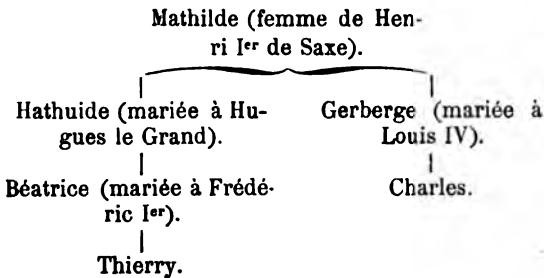 Mathilde (femme de Hen-
ri Iᵉʳ de Saxe).
Hathuide (mariée à Hu-
gues le Grand).
Gerberge (mariée à
Louis IV).
Béatrice (mariée à Frédé-
ric Iᵉʳ).
Charles.
Thierry.